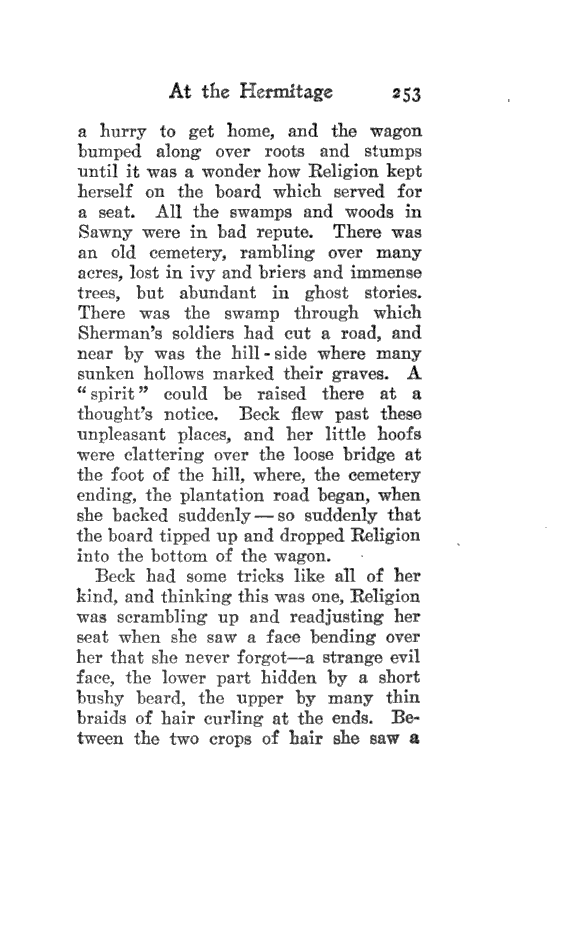 At the Hermitage 253
a hurry to get home, and the wagon
bumped along over roots and stumps
until it was a wonder how Religion kept
herself on the board which served for
a seat. All the swamps and woods in
Sawny were in bad repute. There was
an old cemetery, rambling over many
acres, lost in ivy and briers and immense
trees, but abundant in ghost stories.
There was the swamp through which
Sherman's soldiers had cut a road, and
near by was the hill-side where many
sunken hollows marked their graves. A
“spirit” could be raised there at a
thought's notice. Beck flew past these
unpleasant places, and her little hoofs
were clattering over the loose bridge at
the foot of the hill, where, the cemetery
ending, the plantation road began, when
she backed suddenly—so suddenly that
the board tipped up and dropped Religion
into the bottom of the wagon.
Beck had some tricks like all of her
kind, and thinking this was one, Religion
was scrambling up and readjusting her
seat when she saw a face bending over
her that she never forgot—a strange evil
face, the lower part hidden by a short
bushy beard, the upper by many thin
braids of hair curling at the ends. Be-
tween the two crops of hair she saw a